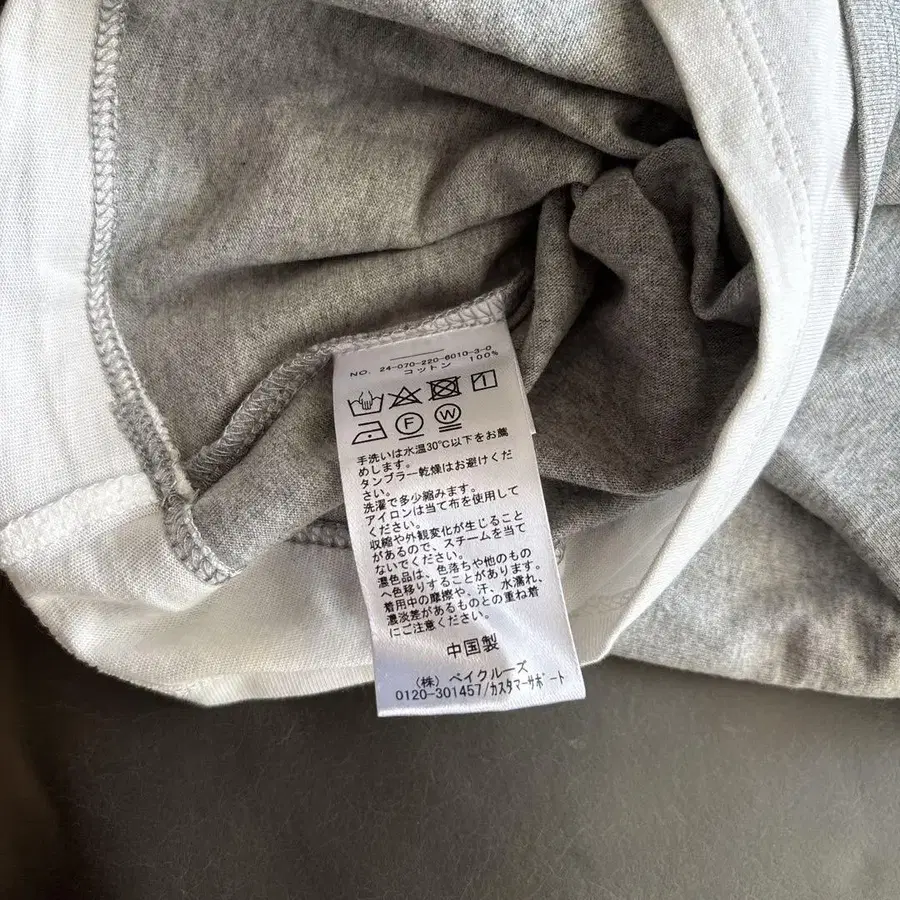 NO. 24-070-220-6010-3-0
コットン 100%
F W
手洗いは水温30℃以下をお薦
めします。
タンブラー乾燥はお避けくだ
さい。
洗濯で多少縮みます。
アイロンは当て布を使用して
ください。
収縮や外観変化が生じること
があるので、スチームを当て
ないでください。
濃色品は、色落ちや他のもの
へ色移りすることがあります。
着用中の摩擦や、汗、水濡れ、
濃淡差があるものとの重ね着
にご注意ください。
中国製
(株) ベイクルーズ
0120-301457/カスタマーサポート